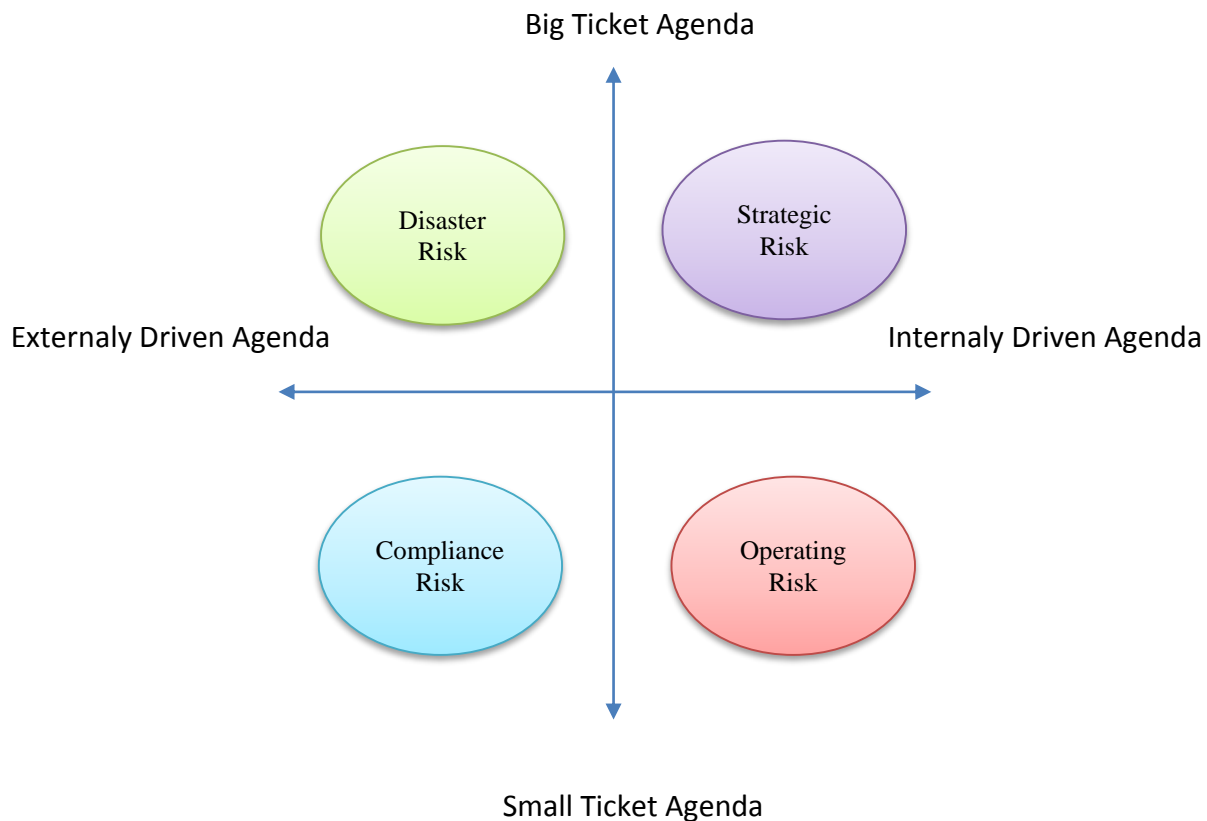 Big Ticket Agenda
Disaster
Risk
Strategic
Risk
Externaly Driven Agenda
Internaly Driven Agenda
Compliance
Risk
Operating
Risk
Small Ticket Agenda